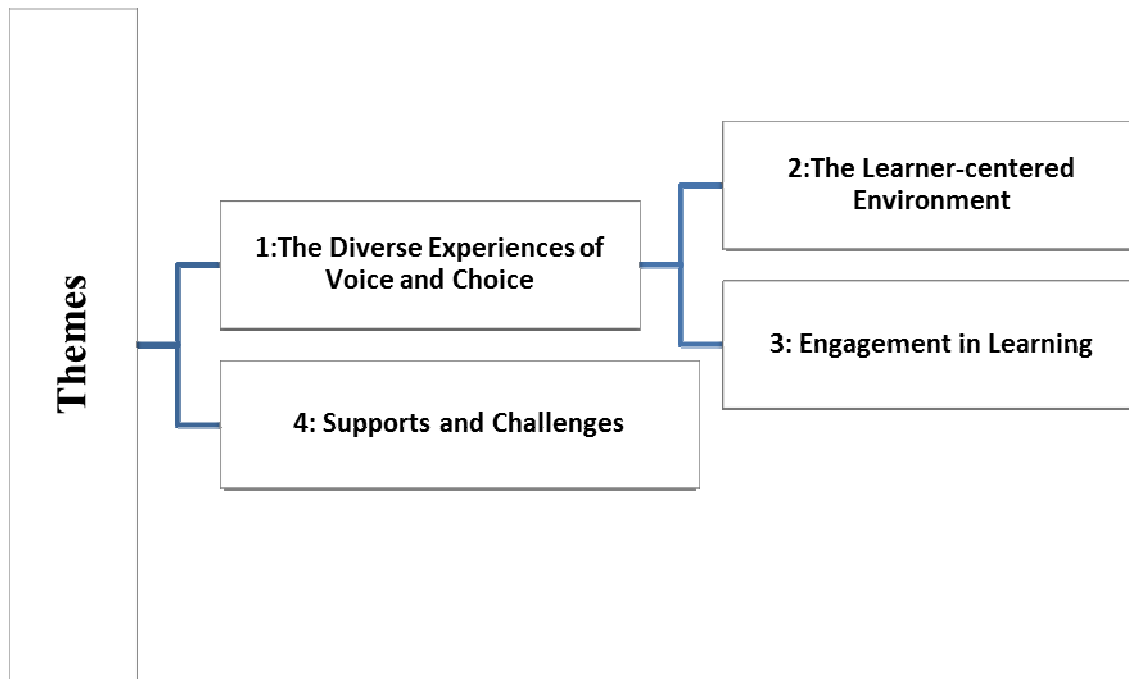 Themes
1:The Diverse Experiences of
Voice and Choice
2:The Learner-centered
Environment
3: Engagement in Learning
4: Supports and Challenges